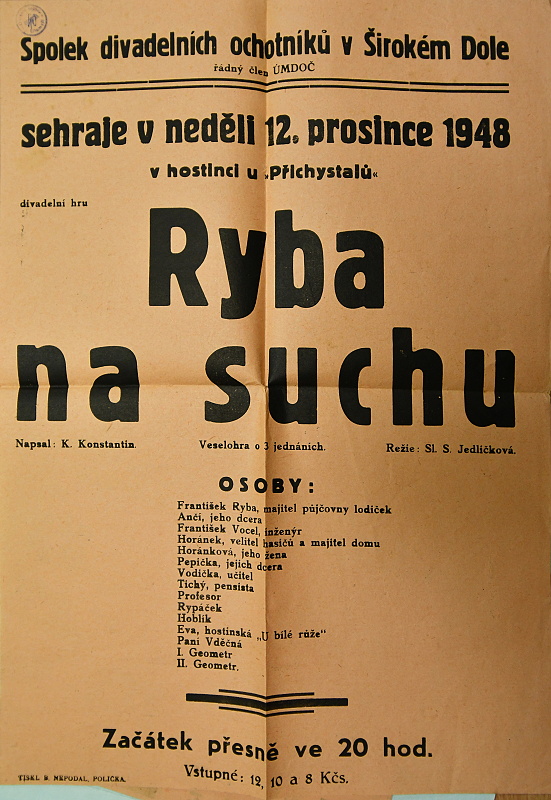 Spolek divadelních ochotníků v Širokém Dole
řádný člen ÚMDOČ
sehraje v neděli 12. prosince 1948
v hostinci u „Přichystalů“
divadelní hru
Ryba
na suchu
Napsal: K. Konstantin. Veselohra o 3 jednáních. Režie: Sl. S. Jedličková.
OSOBY:
František Ryba, majitel půjčovny lodiček
Anči, jeho dcera
František Vocel, inženýr
Horánek, velitel hasičů a majitel domu
Horánková, jeho žena
Pepička, jejich dcera
Vodička, učitel
Tichý, pensista
Profesor
Rypáček
Hoblík
Eva, hostinská „U bílé růže“
Paní Vděčná
I. Geometr
II. Geometr.
Začátek přesně ve 20 hod.
Vstupné: 12, 10 a 8 Kčs.
TISKL B. NEPODAL, POLIČKA.